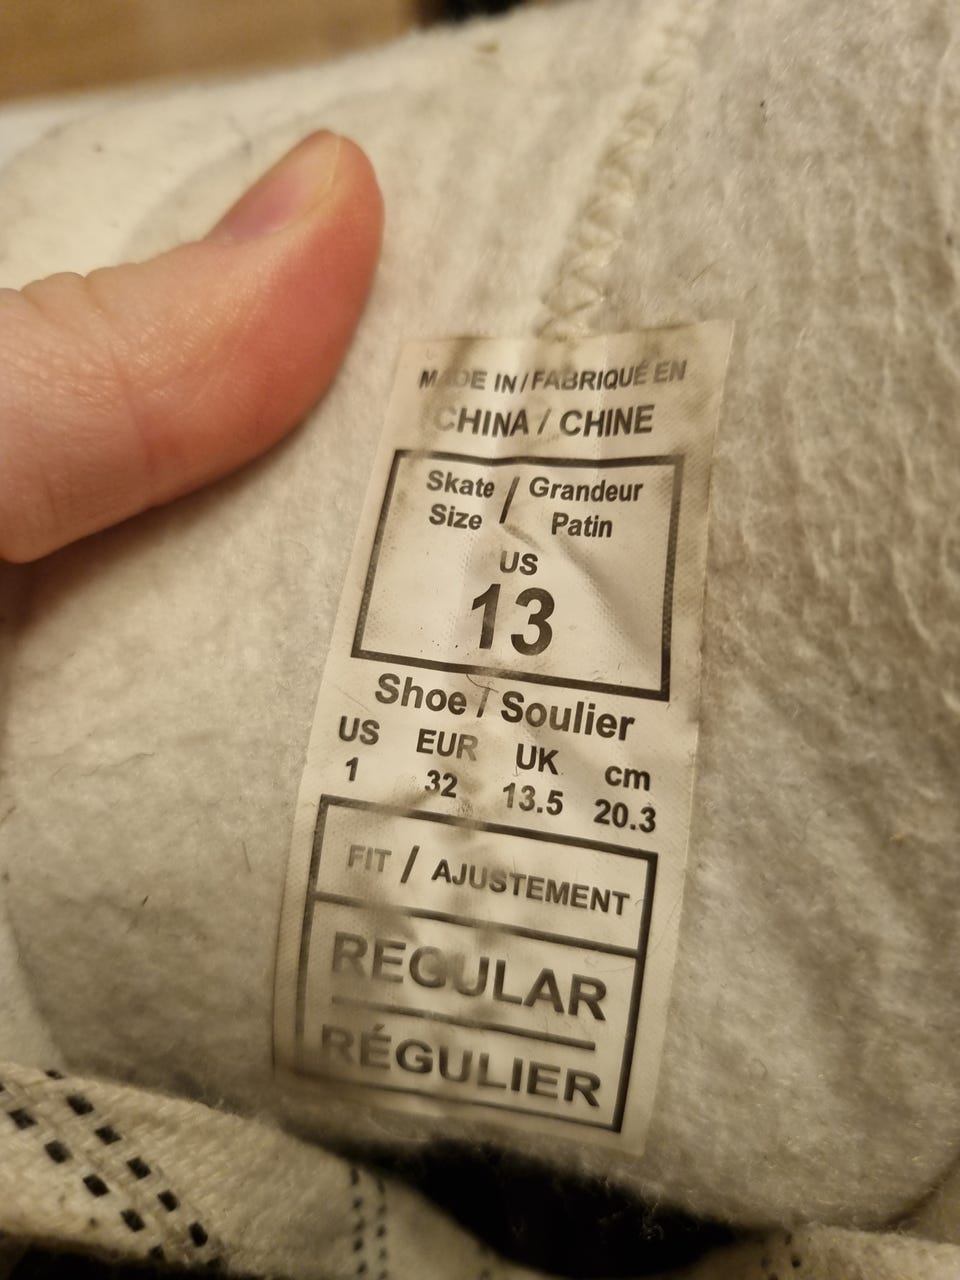 MADE IN/FABRIQUÉ EN
CHINA / CHINE
Skate / Grandeur
Size Patin
US
13
Shoe / Soulier
US EUR UK cm
1 32 13.5 20.3
FIT / AJUSTEMENT
REGULAR
RÉGULIER